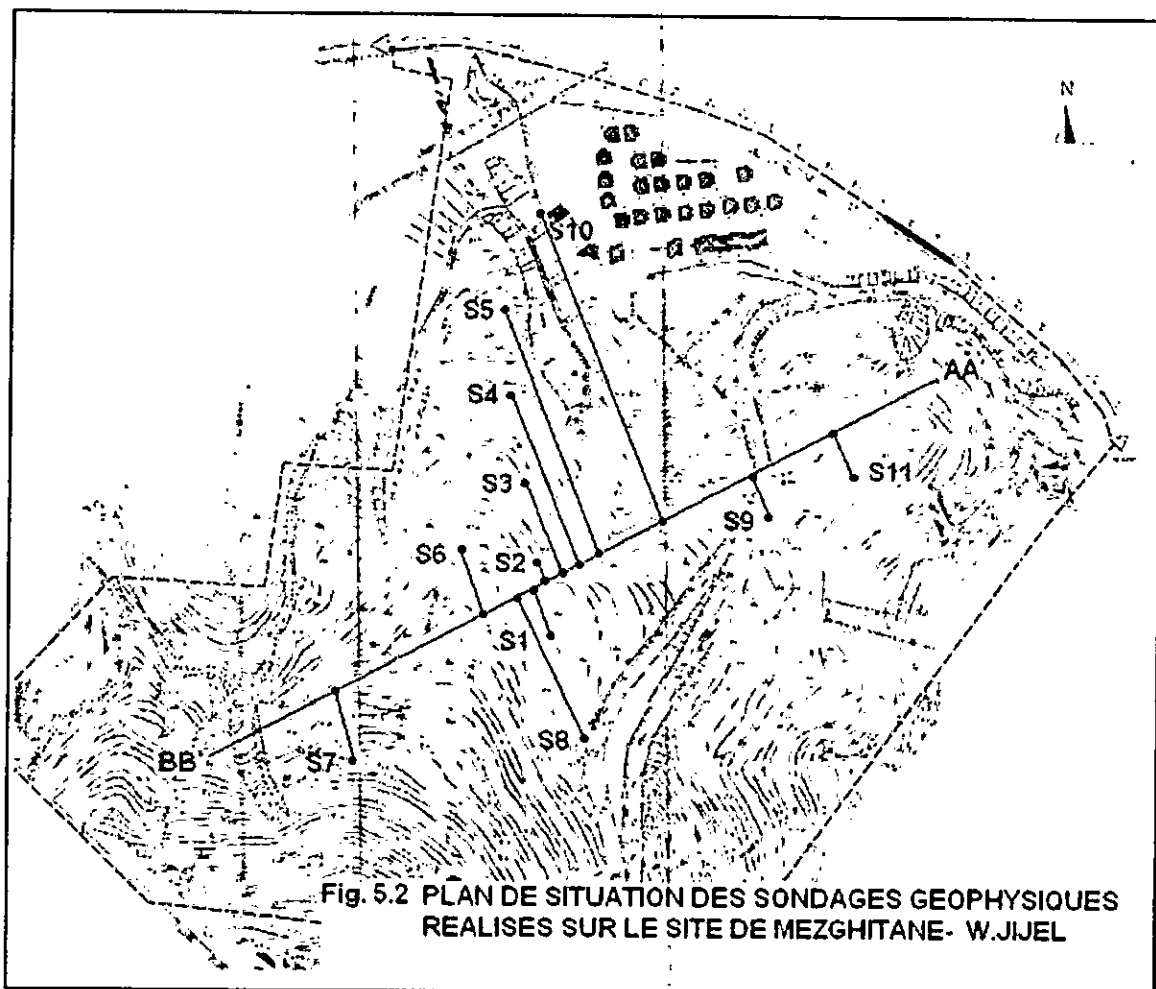 N
S10
S5
S4
AA
S3
S11
S9
S6
S2
S1
S8
BB
S7
Fig. 5.2 PLAN DE SITUATION DES SONDAGES GEOPHYSIQUES
REALISES SUR LE SITE DE MEZGHITANE- W.JIJEL